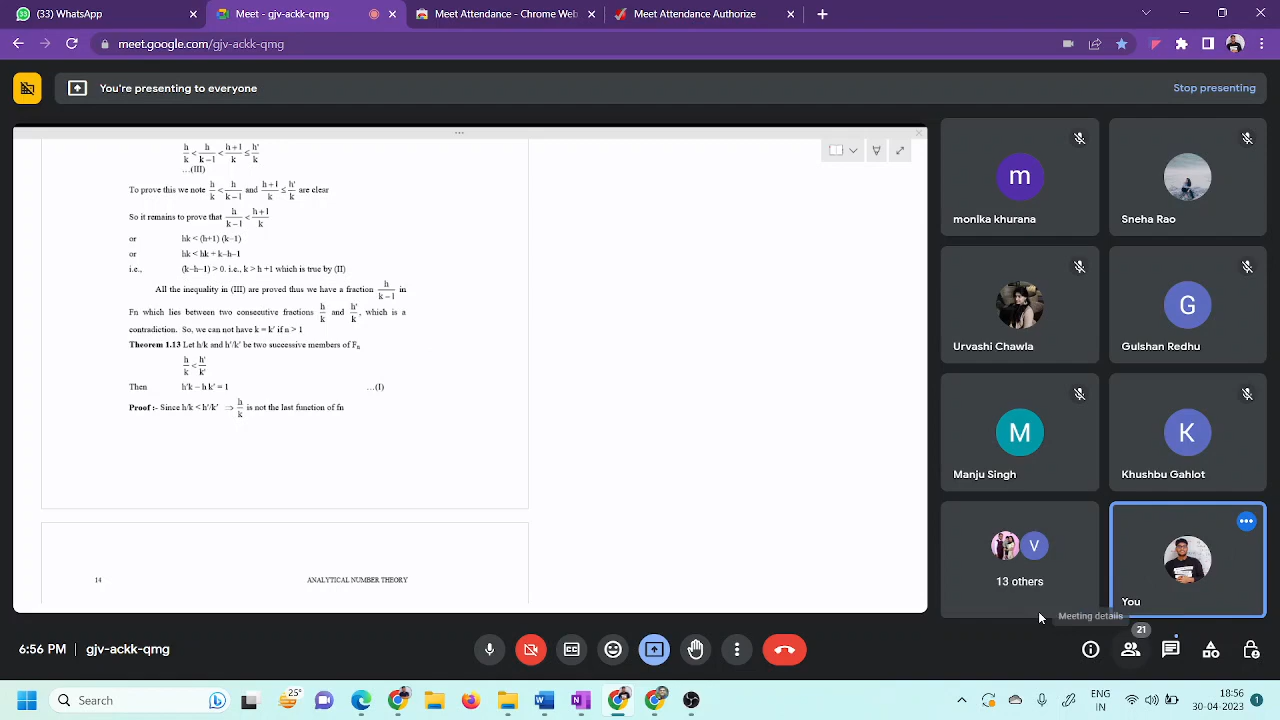 (33) WhatsApp
Meet - gjv-ackk-qmg
Meet Attendance - Chrome Web
Meet Attendance Authorize
meet.google.com/gjv-ackk-qmg
You're presenting to everyone
Stop presenting
h/k < h/(k–1) < (h+1)/k ≤ h'/k
…(III)
To prove this we note h/k < h/(k–1) and (h+1)/k ≤ h'/k are clear
So it remains to prove that h/(k–1) < (h+1)/k
or hk < (h+1) (k–1)
or hk < hk + k–h–1
i.e., (k–h–1) > 0. i.e., k > h +1 which is true by (II)
All the inequality in (III) are proved thus we have a fraction h/(k–1) in
Fn which lies between two consecutive fractions h/k and h'/k, which is a
contradiction. So, we can not have k = k' if n > 1
Theorem 1.13 Let h/k and h'/k' be two successive members of Fn
h/k < h'/k'
Then h'k – h k' = 1 …(I)
Proof :- Since h/k < h'/k' ⇒ h/k is not the last function of fn
14 ANALYTICAL NUMBER THEORY
m
monika khurana
Sneha Rao
Urvashi Chawla
G
Gulshan Redhu
M
Manju Singh
K
Khushbu Gahlot
V
13 others
You
Meeting details
21
6:56 PM | gjv-ackk-qmg
Search
25°
ENG
IN
18:56
30-04-2023
1